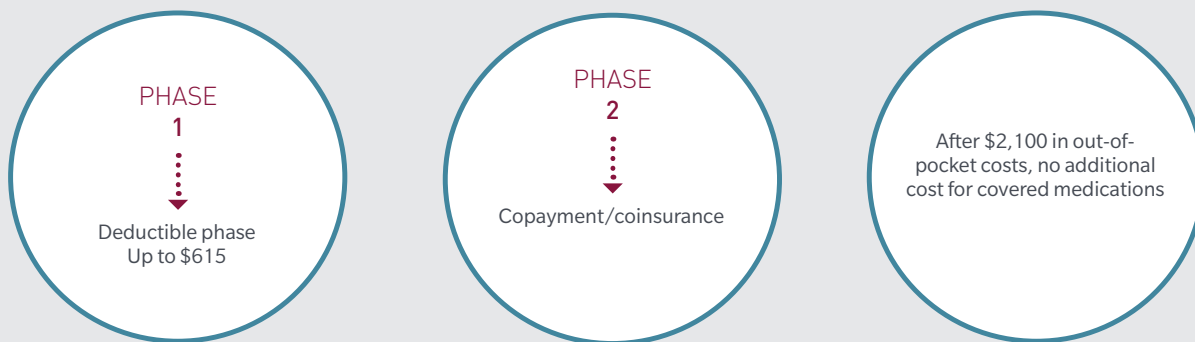 PHASE
1
Deductible phase
Up to $615
PHASE
2
Copayment/coinsurance
After $2,100 in out-of-
pocket costs, no additional
cost for covered medications